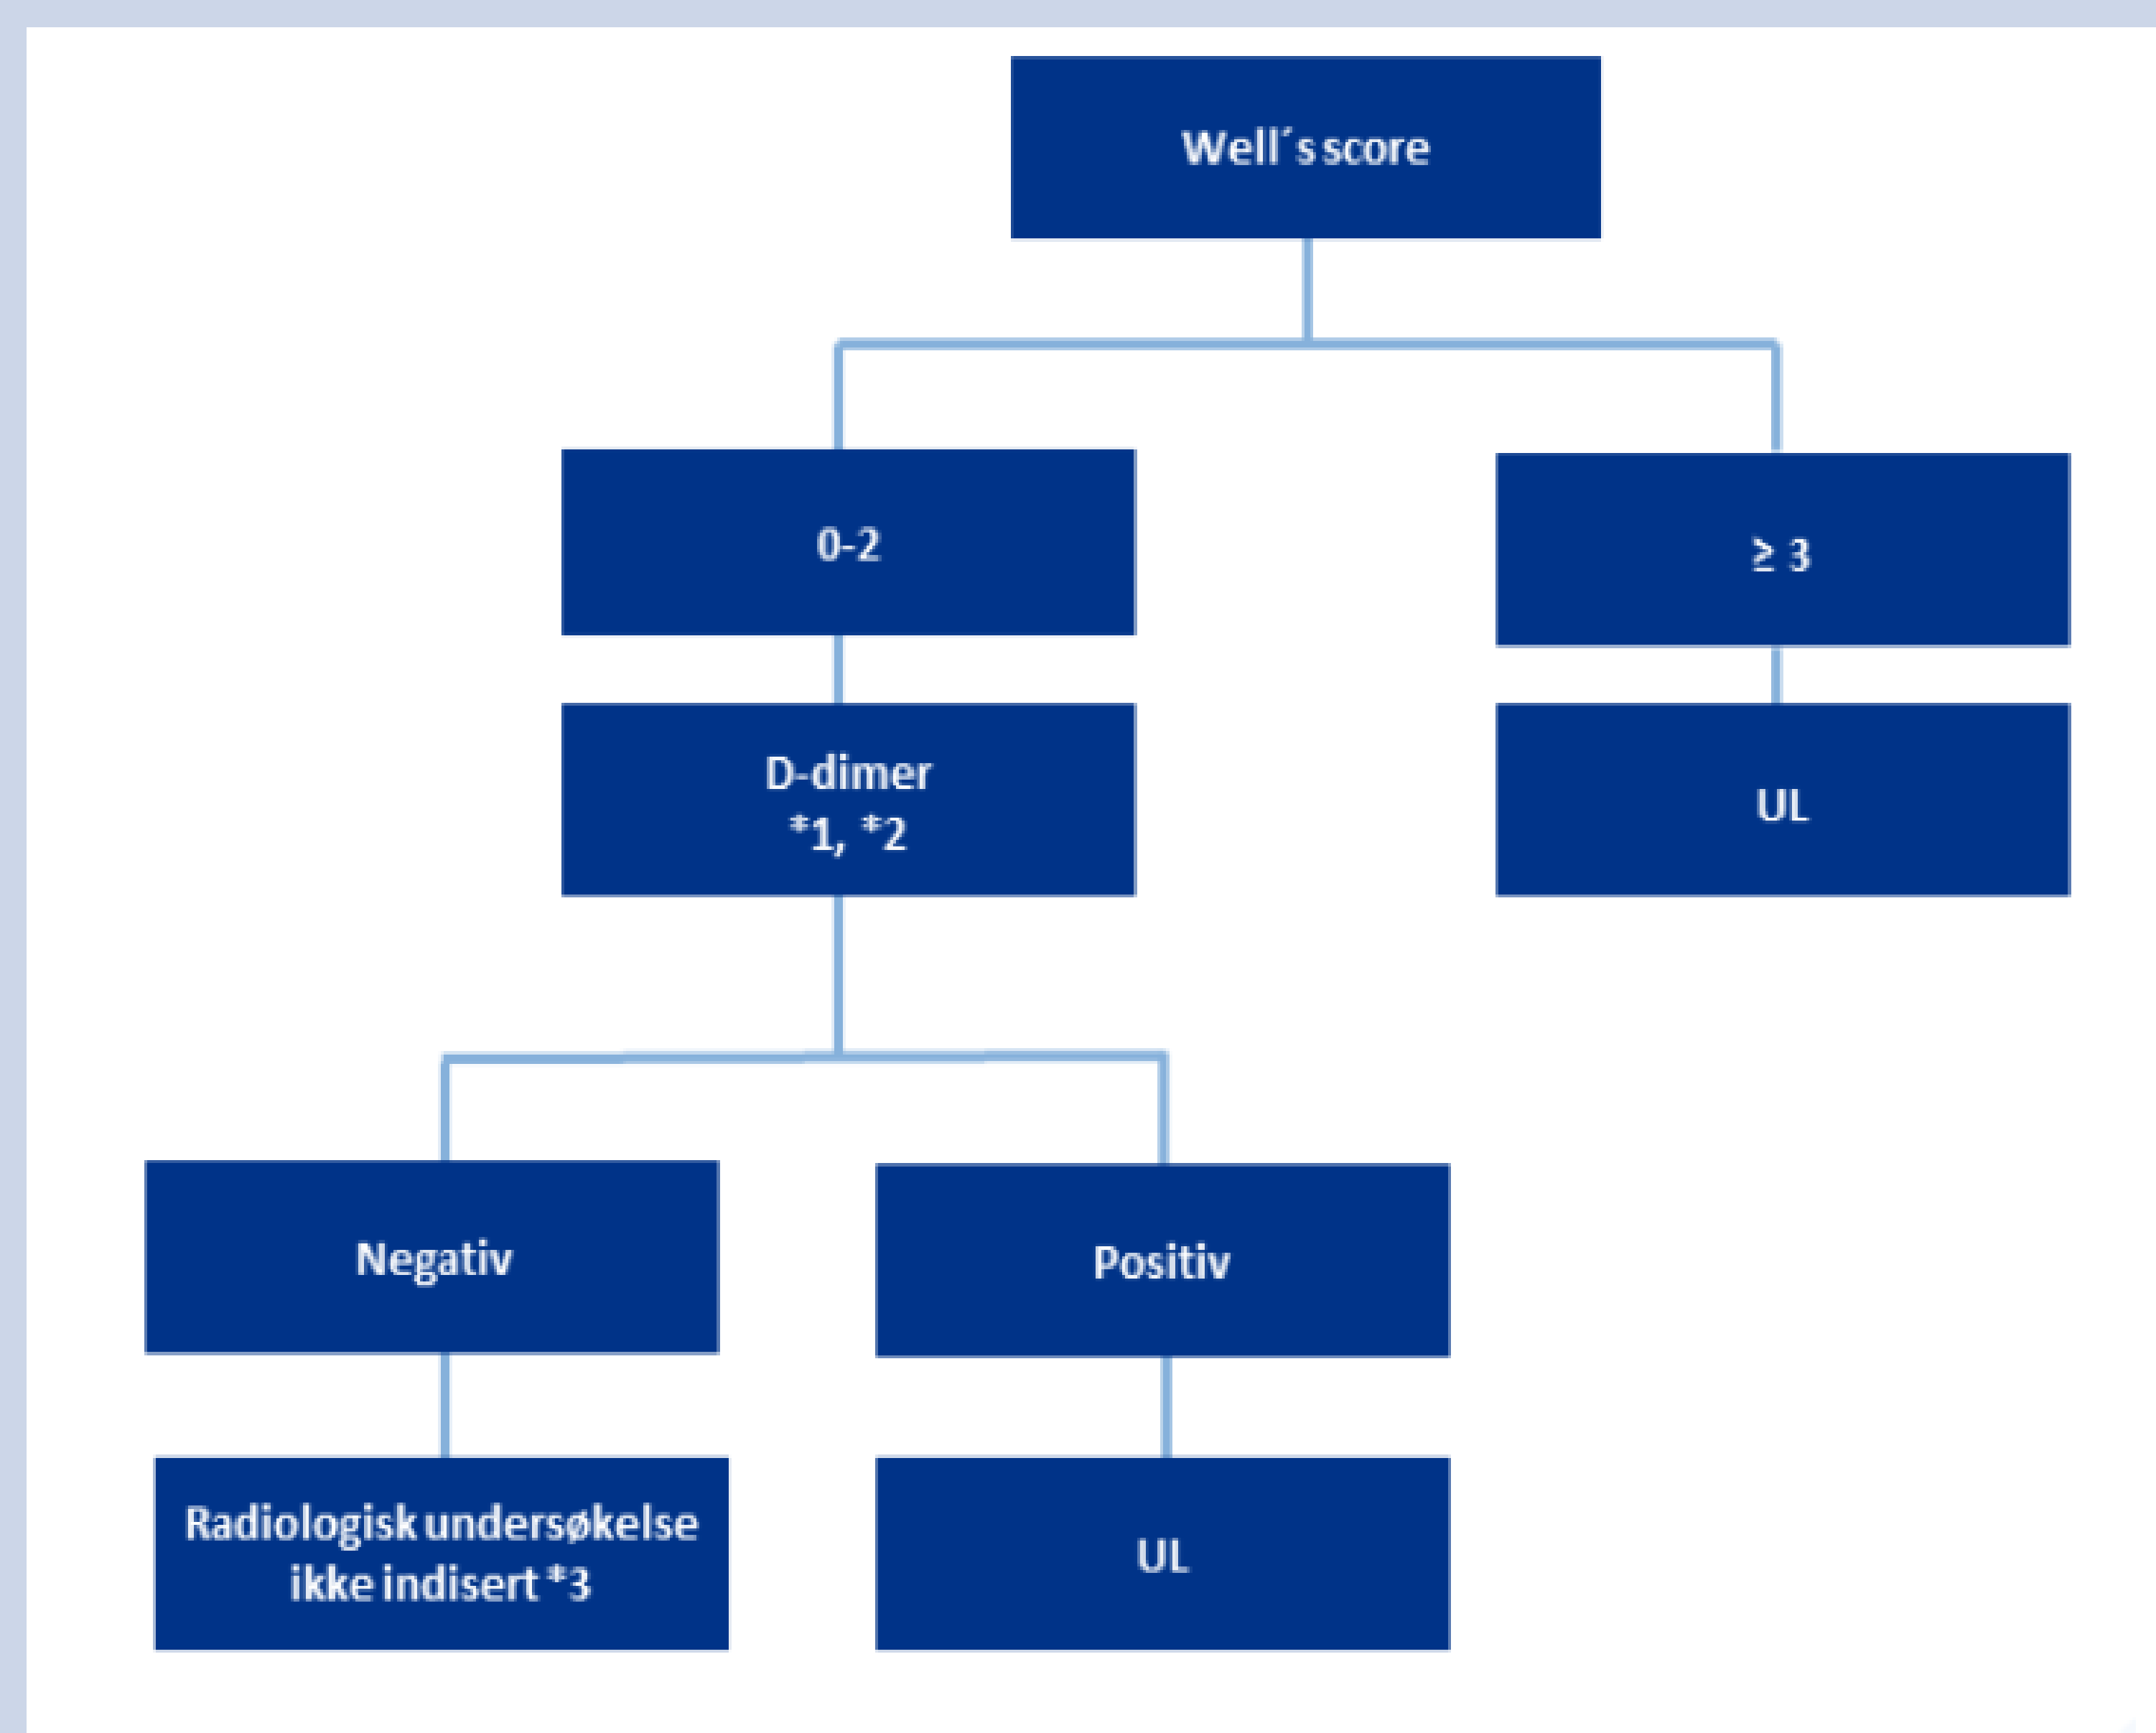 Well´s score
0-2
≥ 3
D-dimer
*1, *2
UL
Negativ
Positiv
Radiologisk undersøkelse
ikke indisert *3
UL